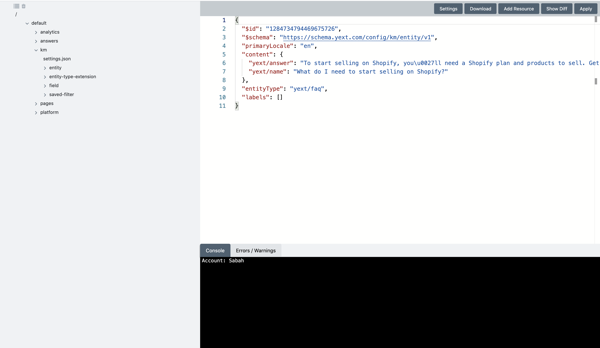 Settings Download Add Resource Show Diff Apply
/
default
analytics
answers
km
settings.json
entity
entity-type-extension
field
saved-filter
pages
platform
1 {
2 "$id": "1284734794469675726",
3 "$schema": "https://schema.yext.com/config/km/entity/v1",
4 "primaryLocale": "en",
5 "content": {
6 "yext/answer": "To start selling on Shopify, you\u0027ll need a Shopify plan and products to sell. Get
7 "yext/name": "What do I need to start selling on Shopify?"
8 },
9 "entityType": "yext/faq",
10 "labels": []
11 }
Console Errors / Warnings
Account: Sabah